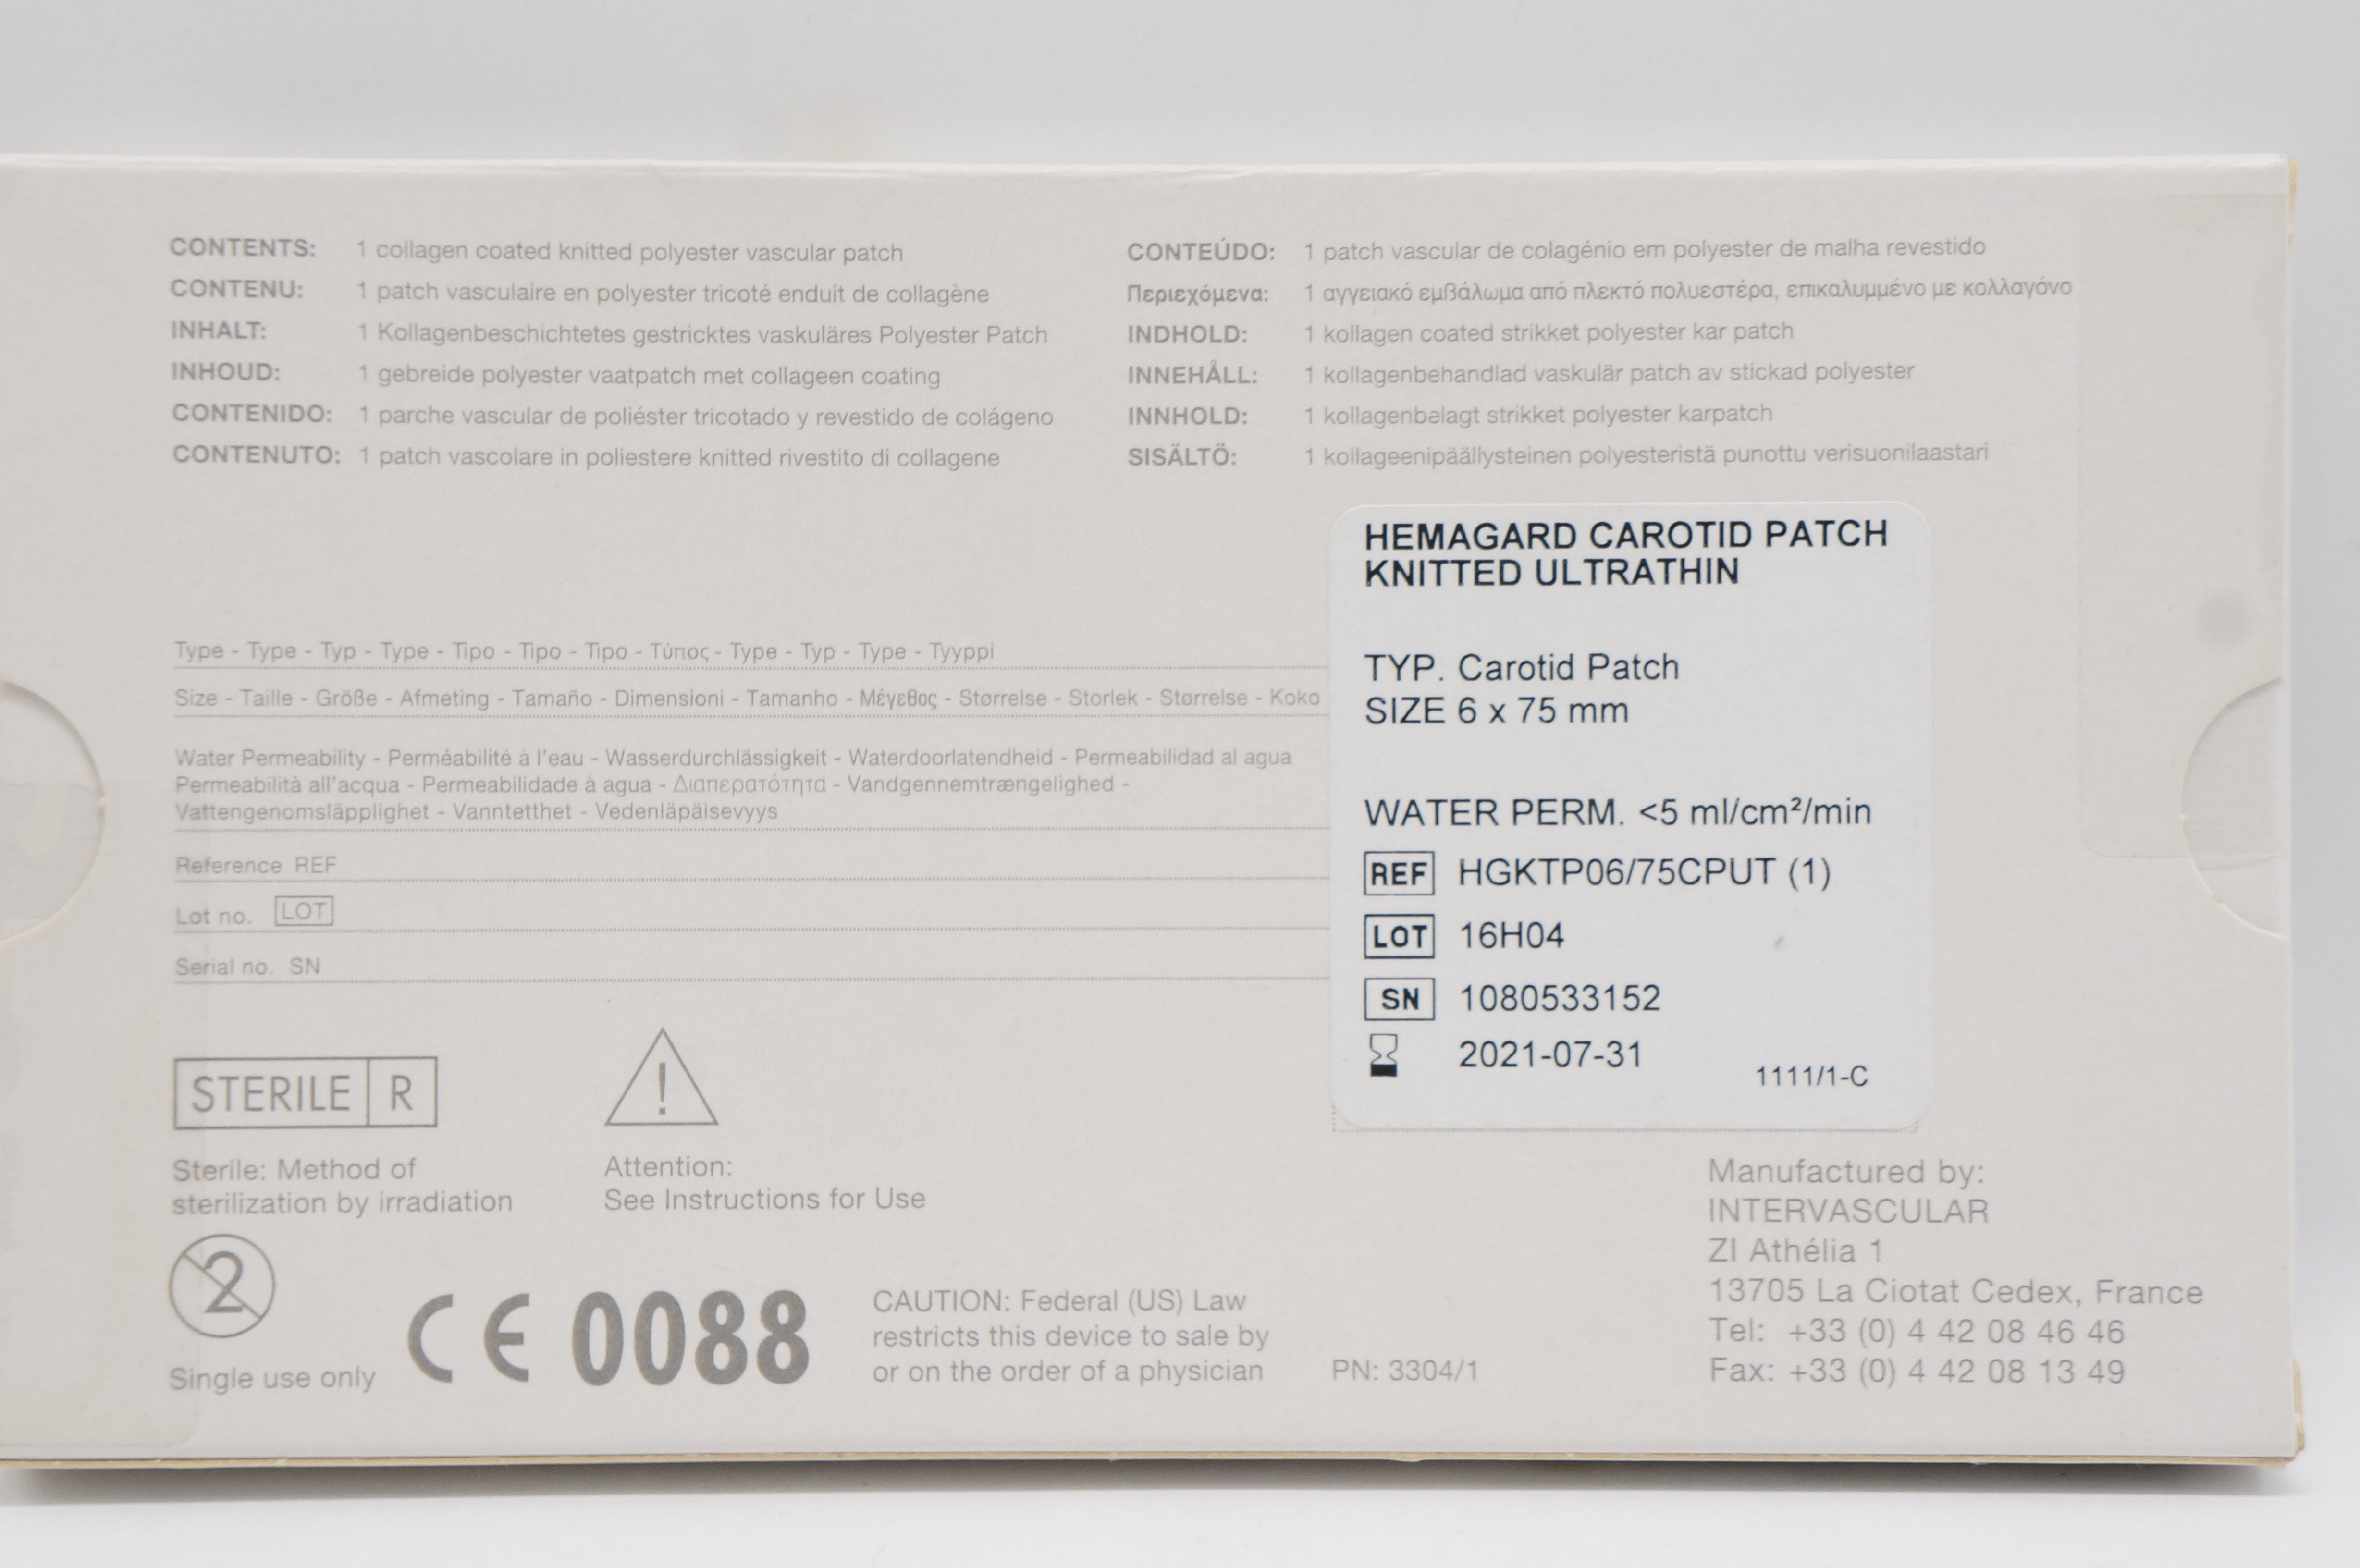 CONTENTS: 1 collagen coated knitted polyester vascular patch
CONTENU: 1 patch vasculaire en polyester tricoté enduit de collagène
INHALT: 1 Kollagenbeschichtetes gestricktes vaskuläres Polyester Patch
INHOUD: 1 gebreide polyester vaatpatch met collageen coating
CONTENIDO: 1 parche vascular de poliéster tricotado y revestido de colágeno
CONTENUTO: 1 patch vascolare in poliestere knitted rivestito di collagene
CONTEÚDO: 1 patch vascular de colagénio em polyester de malha revestido
Περιεχόμενα: 1 αγγειακό εμβάλωμα από πλεκτό πολυεστέρα, επικαλυμμένο με κολλαγόνο
INDHOLD: 1 kollagen coated strikket polyester kar patch
INNEHÅLL: 1 kollagenbehandlad vaskulär patch av stickad polyester
INNHOLD: 1 kollagenbelagt strikket polyester karpatch
SISÄLTÖ: 1 kollageenipäällysteinen polyesteristä punottu verisuonilaastari
Type - Type - Typ - Type - Tipo - Tipo - Tipo - Τύπος - Type - Typ - Type - Tyyppi
Size - Taille - Größe - Afmeting - Tamaño - Dimensioni - Tamanho - Μέγεθος - Størrelse - Storlek - Størrelse - Koko
Water Permeability - Perméabilité à l'eau - Wasserdurchlässigkeit - Waterdoorlatendheid - Permeabilidad al agua
Permeabilità all'acqua - Permeabilidade à agua - Διαπερατότητα - Vandgennemtrængelighed -
Vattengenomsläpplighet - Vanntetthet - Vedenläpäisevyys
Reference REF
Lot no. LOT
Serial no. SN
HEMAGARD CAROTID PATCH
KNITTED ULTRATHIN
TYP. Carotid Patch
SIZE 6 x 75 mm
WATER PERM. <5 ml/cm²/min
REF HGKTP06/75CPUT (1)
LOT 16H04
SN 1080533152
2021-07-31
1111/1-C
STERILE R
Sterile: Method of
sterilization by irradiation
!
Attention:
See Instructions for Use
2
Single use only
CE 0088
CAUTION: Federal (US) Law
restricts this device to sale by
or on the order of a physician
PN: 3304/1
Manufactured by:
INTERVASCULAR
ZI Athélia 1
13705 La Ciotat Cedex, France
Tel: +33 (0) 4 42 08 46 46
Fax: +33 (0) 4 42 08 13 49